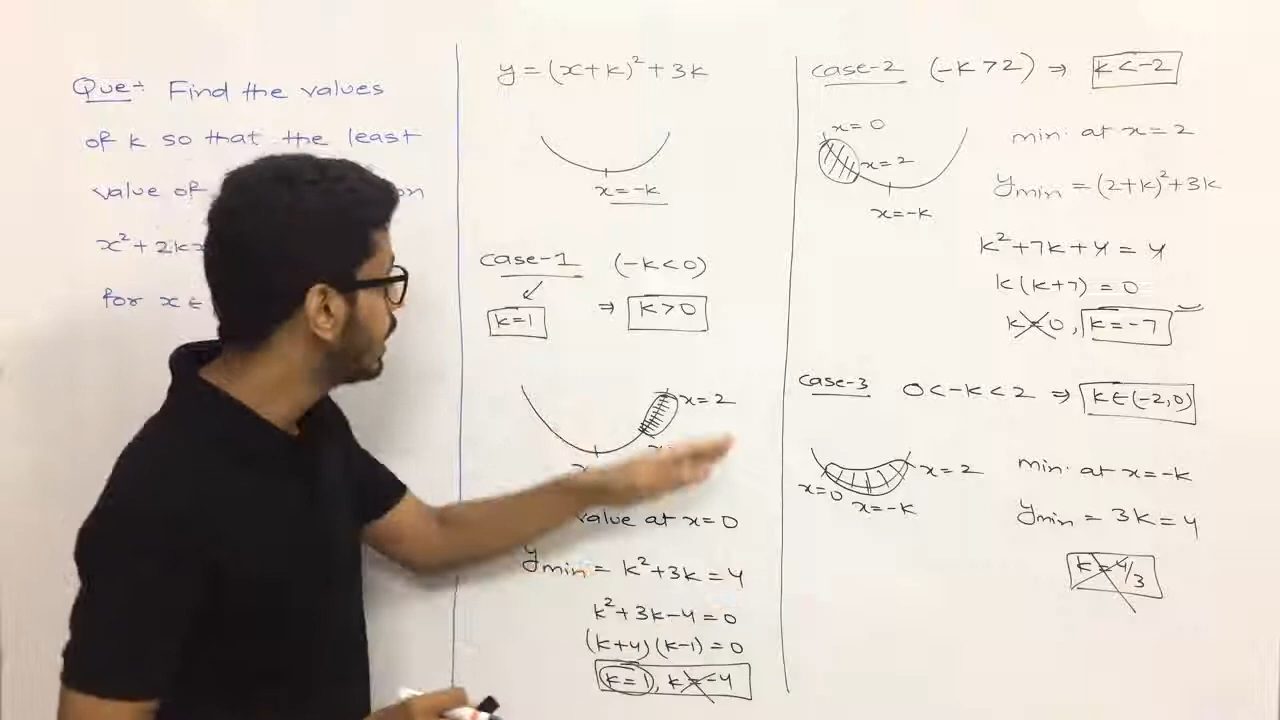 Que:- Find the values
of k so that the least
value of
x² + 2kx
for x ∈
y = (x+k)² + 3k
x = -k
case-1 (-k<0)
k=1 ⇒ k>0
x=2
value at x=0
ymin = k²+3k = 4
k²+3k-4=0
(k+4)(k-1)=0
k=1, k=-4
case-2 (-k>2) ⇒ k<-2
x=0
x=2
x=-k
min. at x=2
ymin = (2+k)²+3k
k²+7k+4 = 4
k(k+7)=0
k=0, k=-7
case-3 0<-k<2 ⇒ k∈(-2,0)
x=0
x=-k
x=2
min. at x=-k
ymin = 3k = 4
k=4/3